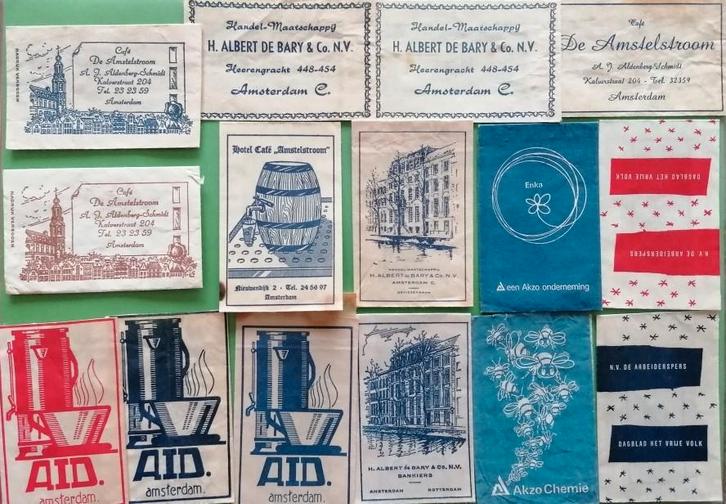 Café
De Amstelstroom
A. J. Aldenberg-Schmidt
Kalverstraat 204
Tel. 23 23 59
Amsterdam
Handel-Maatschappij
H. ALBERT DE BARY & Co. N.V.
Heerengracht 448-454
Amsterdam C.
Handel-Maatschappij
H. ALBERT DE BARY & Co. N.V.
Heerengracht 448-454
Amsterdam C.
Café
De Amstelstroom
A. J. Aldenberg-Schmidt
Kalverstraat 204 - Tel. 32359
Amsterdam
Café
De Amstelstroom
A. J. Aldenberg-Schmidt
Kalverstraat 204
Tel. 23 23 59
Amsterdam
Hotel Café „Amstelstroom”
Nieuwendijk 2 - Tel. 24 56 97
Amsterdam
HANDEL-MAATSCHAPPIJ
H. ALBERT de BARY & Co. N.V.
AMSTERDAM C.
Enka
een Akzo onderneming
DAGBLAD HET VRIJE VOLK
N.V. DE ARBEIDERSPERS
AID.
amsterdam.
AID.
amsterdam.
AID.
amsterdam.
H. ALBERT de BARY & Co. N.V.
BANKIERS
AMSTERDAM ROTTERDAM
Akzo Chemie
N.V. DE ARBEIDERSPERS
DAGBLAD HET VRIJE VOLK